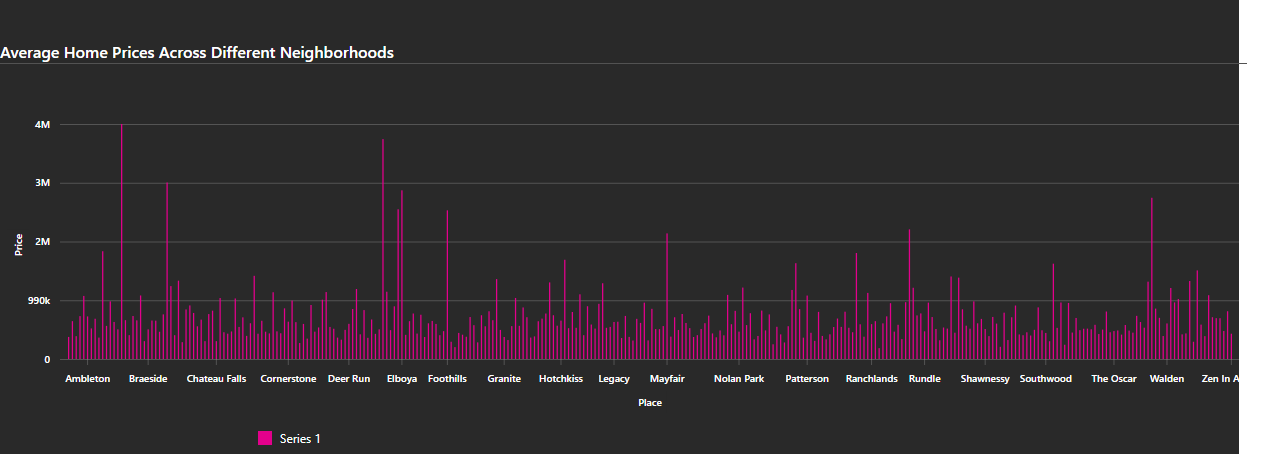 Average Home Prices Across Different Neighborhoods
4M
3M
2M
990k
0
Price
Ambleton Braeside Chateau Falls Cornerstone Deer Run Elboya Foothills Granite Hotchkiss Legacy Mayfair Nolan Park Patterson Ranchlands Rundle Shawnessy Southwood The Oscar Walden Zen In A
Place
Series 1